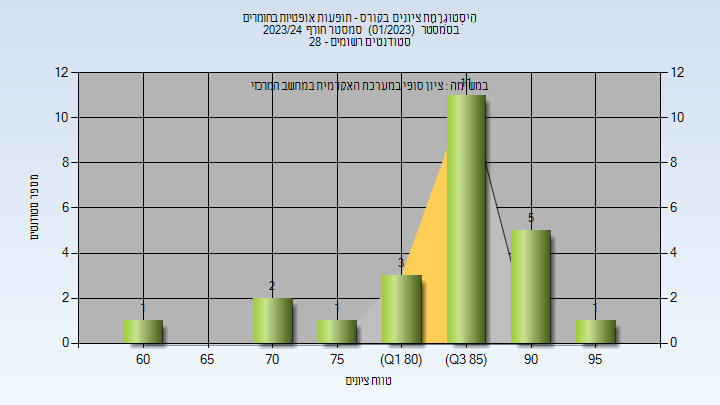 היסטוגרמת ציונים בקורס - תופעות אופטיות בחומרים
בסמסטר (01/2023) סמסטר חורף 2023/24
סטודנטים רשומים - 28
במשימה : ציון סופי במערכת האקדמית במחשב המרכזי
מספר סטודנטים
12 12
10 10
8 8
6 6
4 4
2 2
0 0
1 2 1 3 11 5 1
60 65 70 75 (Q1 80) (Q3 85) 90 95
טווח ציונים